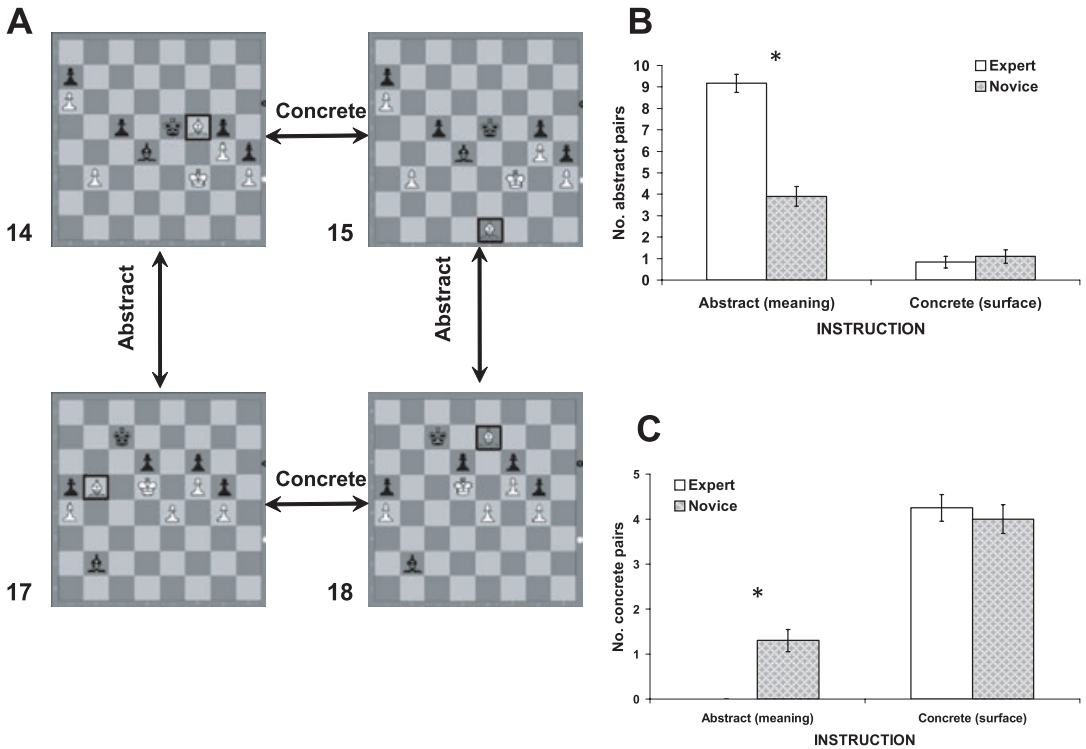 A
Concrete
14
15
Abstract
Abstract
Concrete
17
18
B
*
Expert
Novice
No. abstract pairs
10
9
8
7
6
5
4
3
2
1
0
Abstract (meaning)
Concrete (surface)
INSTRUCTION
C
Expert
Novice
*
No. concrete pairs
5
4
3
2
1
0
Abstract (meaning)
Concrete (surface)
INSTRUCTION